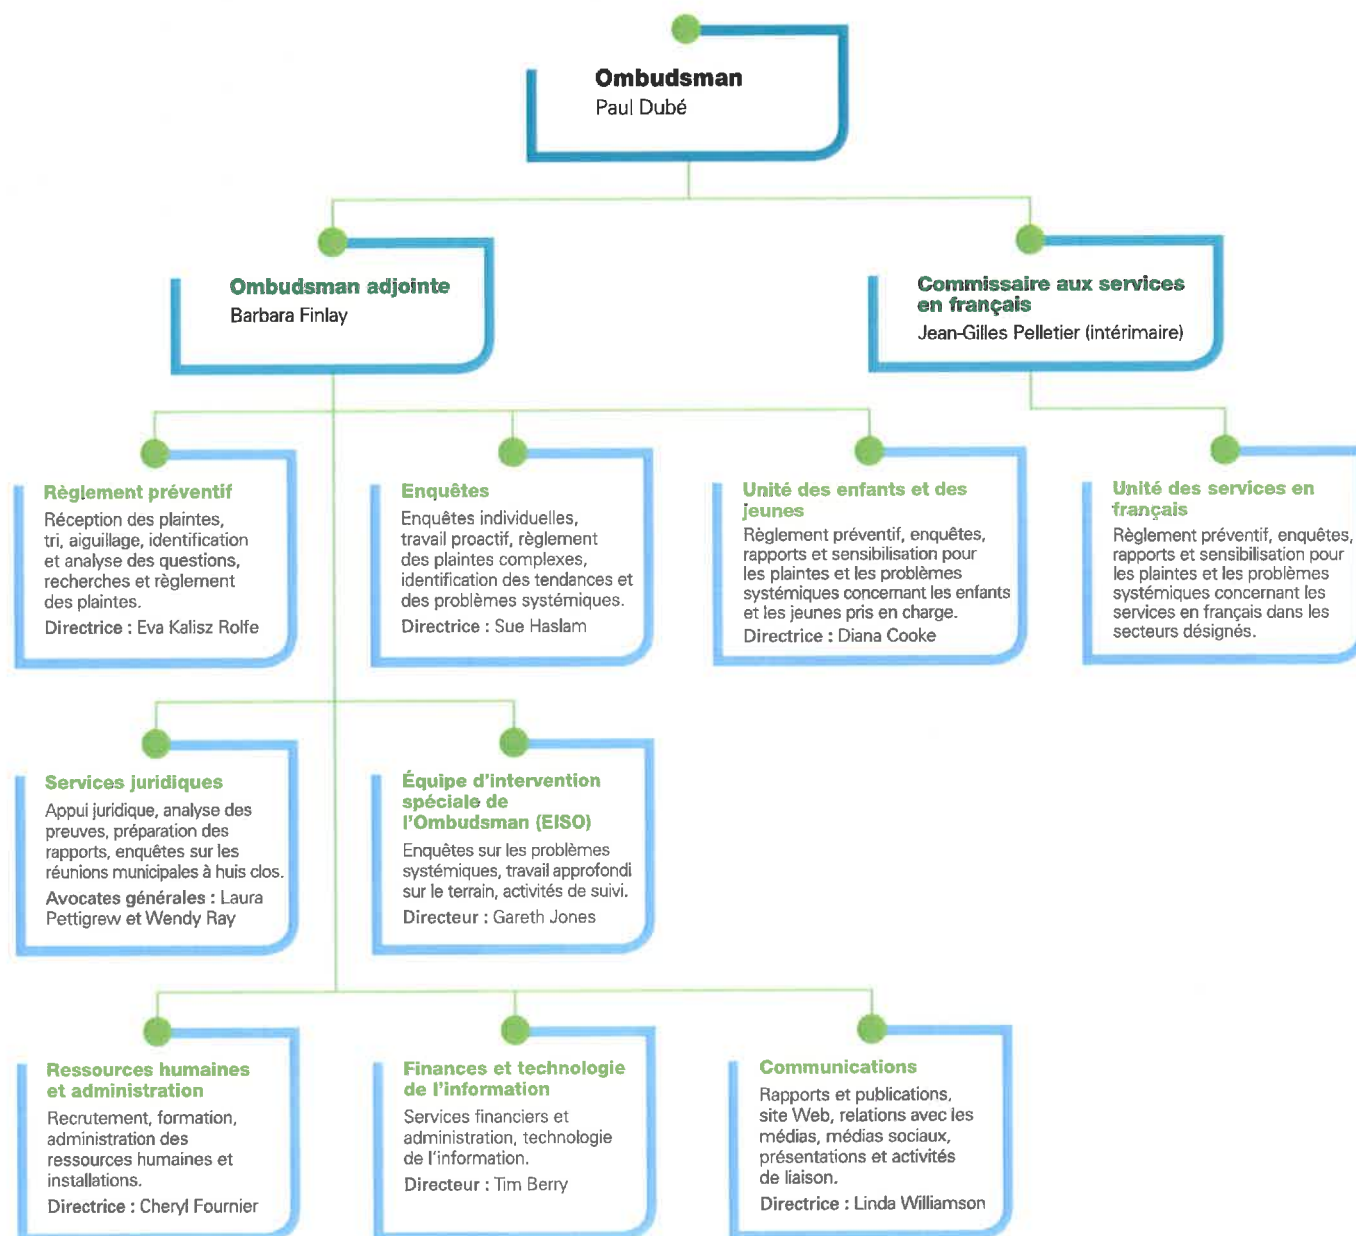 Ombudsman
Paul Dubé
Ombudsman adjointe
Barbara Finlay
Commissaire aux services
en français
Jean-Gilles Pelletier (intérimaire)
Règlement préventif
Réception des plaintes,
tri, aiguillage, identification
et analyse des questions,
recherches et règlement
des plaintes.
Directrice : Eva Kalisz Rolfe
Enquêtes
Enquêtes individuelles,
travail proactif, règlement
des plaintes complexes,
identification des tendances et
des problèmes systémiques.
Directrice : Sue Haslam
Unité des enfants et des
jeunes
Règlement préventif, enquêtes,
rapports et sensibilisation pour
les plaintes et les problèmes
systémiques concernant les enfants
et les jeunes pris en charge.
Directrice : Diana Cooke
Unité des services en
français
Règlement préventif, enquêtes,
rapports et sensibilisation pour
les plaintes et les problèmes
systémiques concernant les
services en français dans les
secteurs désignés.
Services juridiques
Appui juridique, analyse des
preuves, préparation des
rapports, enquêtes sur les
réunions municipales à huis clos.
Avocates générales : Laura
Pettigrew et Wendy Ray
Équipe d'intervention
spéciale de
l'Ombudsman (EISO)
Enquêtes sur les problèmes
systémiques, travail approfondi
sur le terrain, activités de suivi.
Directeur : Gareth Jones
Ressources humaines
et administration
Recrutement, formation,
administration des
ressources humaines et
installations.
Directrice : Cheryl Fournier
Finances et technologie
de l'information
Services financiers et
administration, technologie
de l'information.
Directeur : Tim Berry
Communications
Rapports et publications,
site Web, relations avec les
médias, médias sociaux,
présentations et activités
de liaison.
Directrice : Linda Williamson